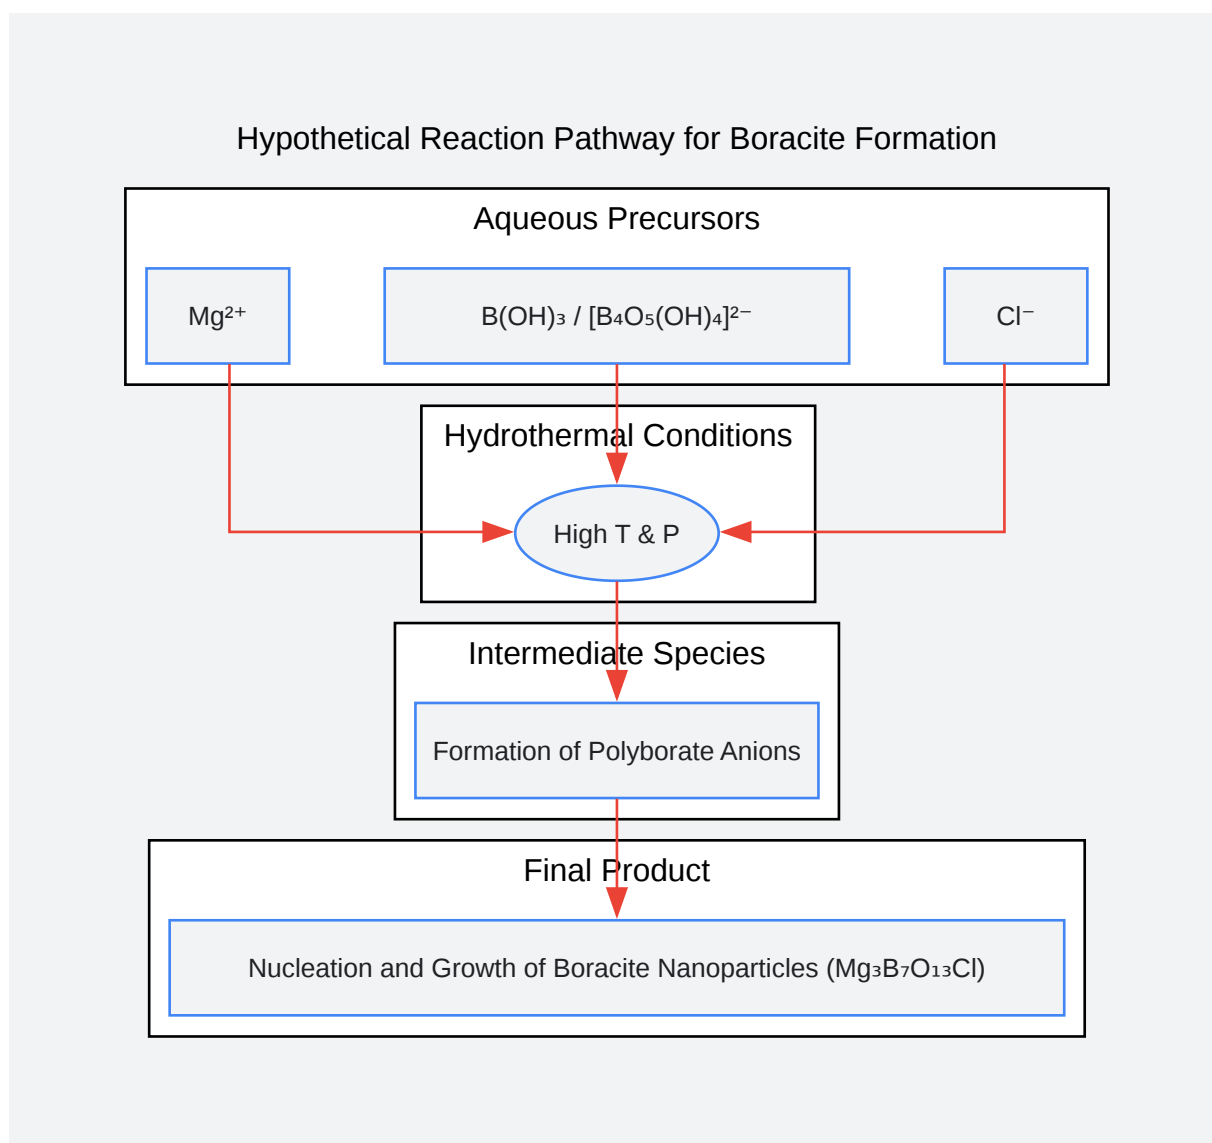 Hypothetical Reaction Pathway for Boracite Formation
Aqueous Precursors
Mg²⁺
B(OH)₃ / [B₄O₅(OH)₄]²⁻
Cl⁻
Hydrothermal Conditions
High T & P
Intermediate Species
Formation of Polyborate Anions
Final Product
Nucleation and Growth of Boracite Nanoparticles (Mg₃B₇O₁₃Cl)